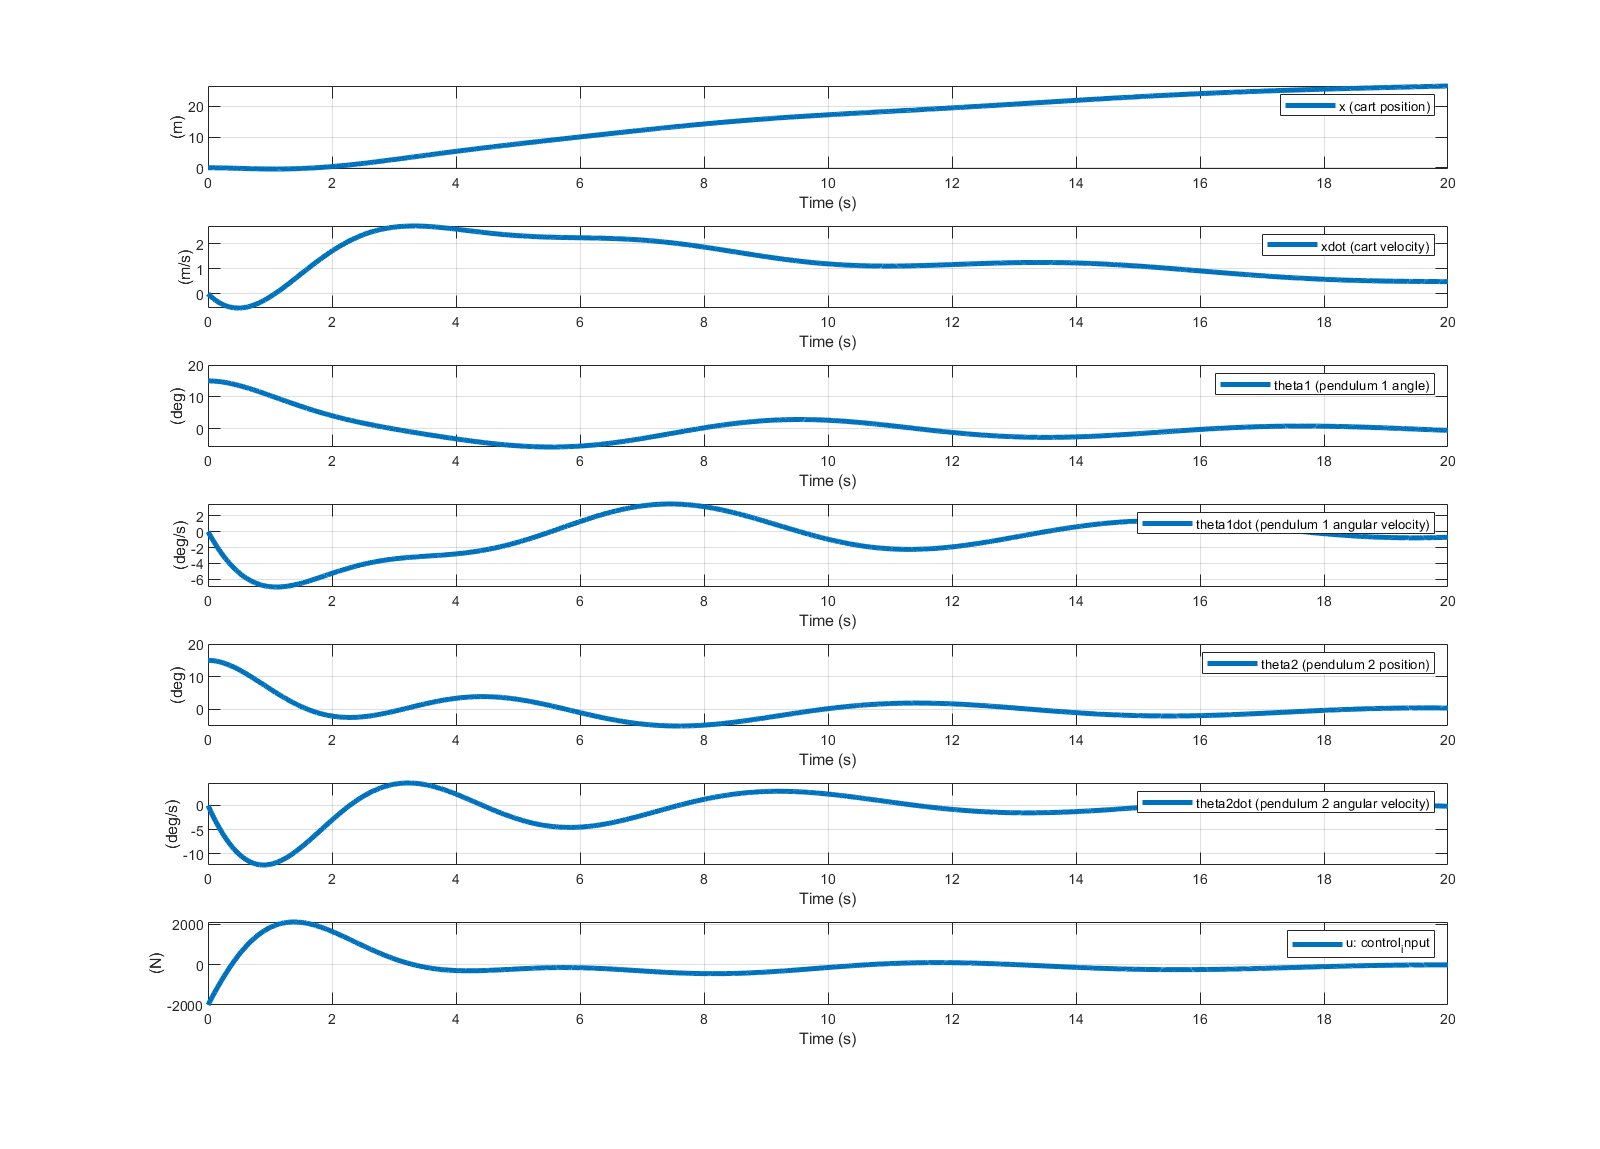 20
10
0
(m)
x (cart position)
0 2 4 6 8 10 12 14 16 18 20
Time (s)
2
1
0
(m/s)
xdot (cart velocity)
0 2 4 6 8 10 12 14 16 18 20
Time (s)
20
10
0
(deg)
theta1 (pendulum 1 angle)
0 2 4 6 8 10 12 14 16 18 20
Time (s)
2
0
-2
-4
-6
(deg/s)
theta1dot (pendulum 1 angular velocity)
0 2 4 6 8 10 12 14 16 18 20
Time (s)
20
10
0
(deg)
theta2 (pendulum 2 position)
0 2 4 6 8 10 12 14 16 18 20
Time (s)
0
-5
-10
(deg/s)
theta2dot (pendulum 2 angular velocity)
0 2 4 6 8 10 12 14 16 18 20
Time (s)
2000
0
-2000
(N)
u: control_input
0 2 4 6 8 10 12 14 16 18 20
Time (s)